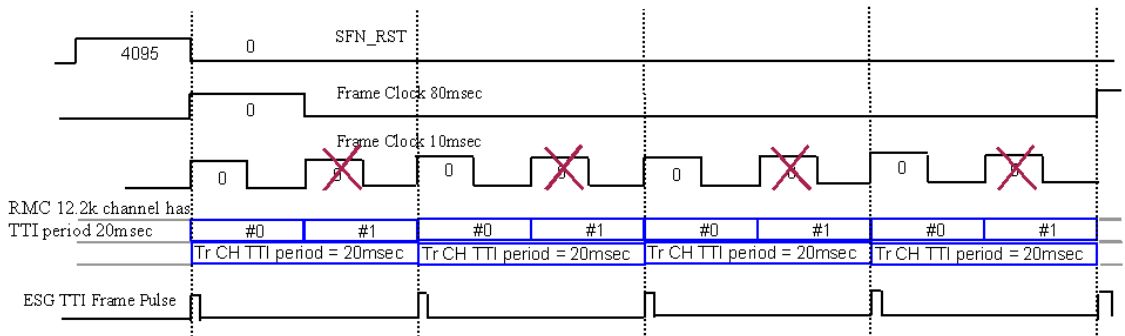 SFN_RST
4095 0
Frame Clock 80msec
0
Frame Clock 10msec
0 0 0 0
RMC 12.2k channel has
TTI period 20msec #0 #1 #0 #1 #0 #1 #0 #1
Tr CH TTI period = 20msec Tr CH TTI period = 20msec Tr CH TTI period = 20msec Tr CH TTI period = 20msec
ESG TTI Frame Pulse